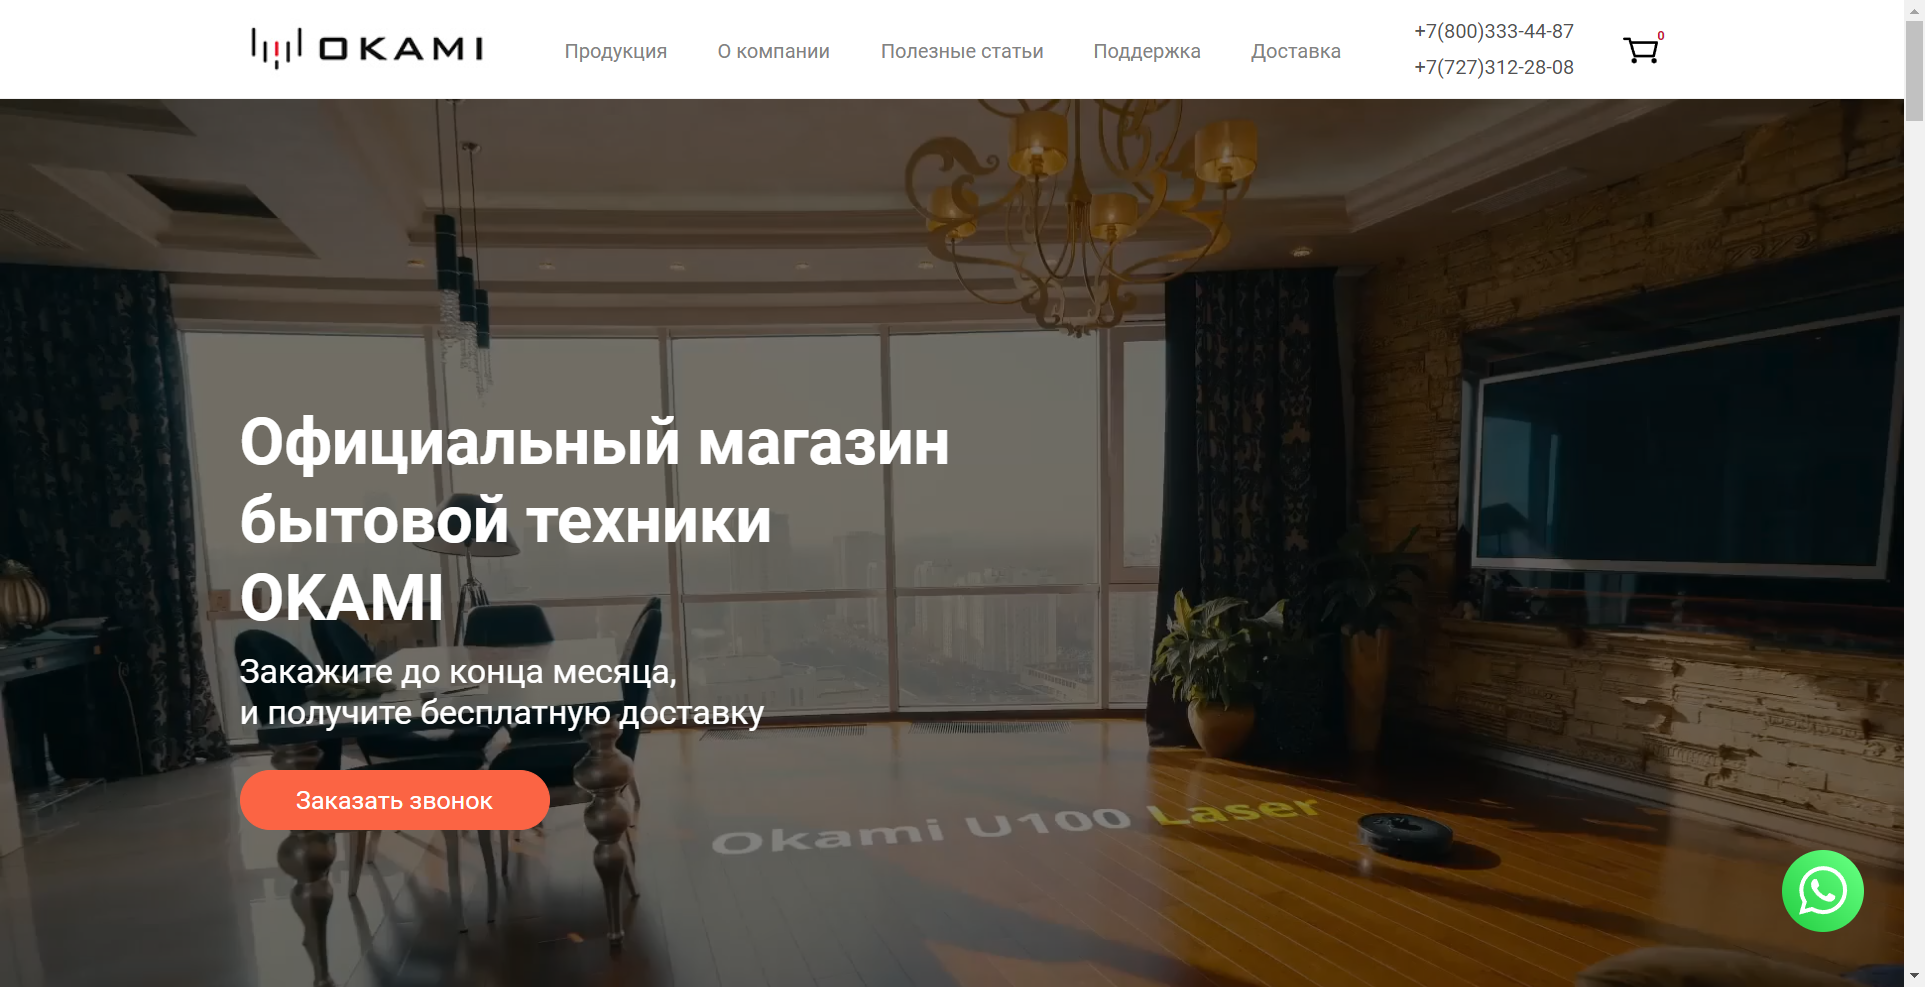 OKAMI
Продукция
О компании
Полезные статьи
Поддержка
Доставка
+7(800)333-44-87
+7(727)312-28-08
0
Официальный магазин
бытовой техники
OKAMI
Закажите до конца месяца,
и получите бесплатную доставку
Заказать звонок
Okami U100 Laser